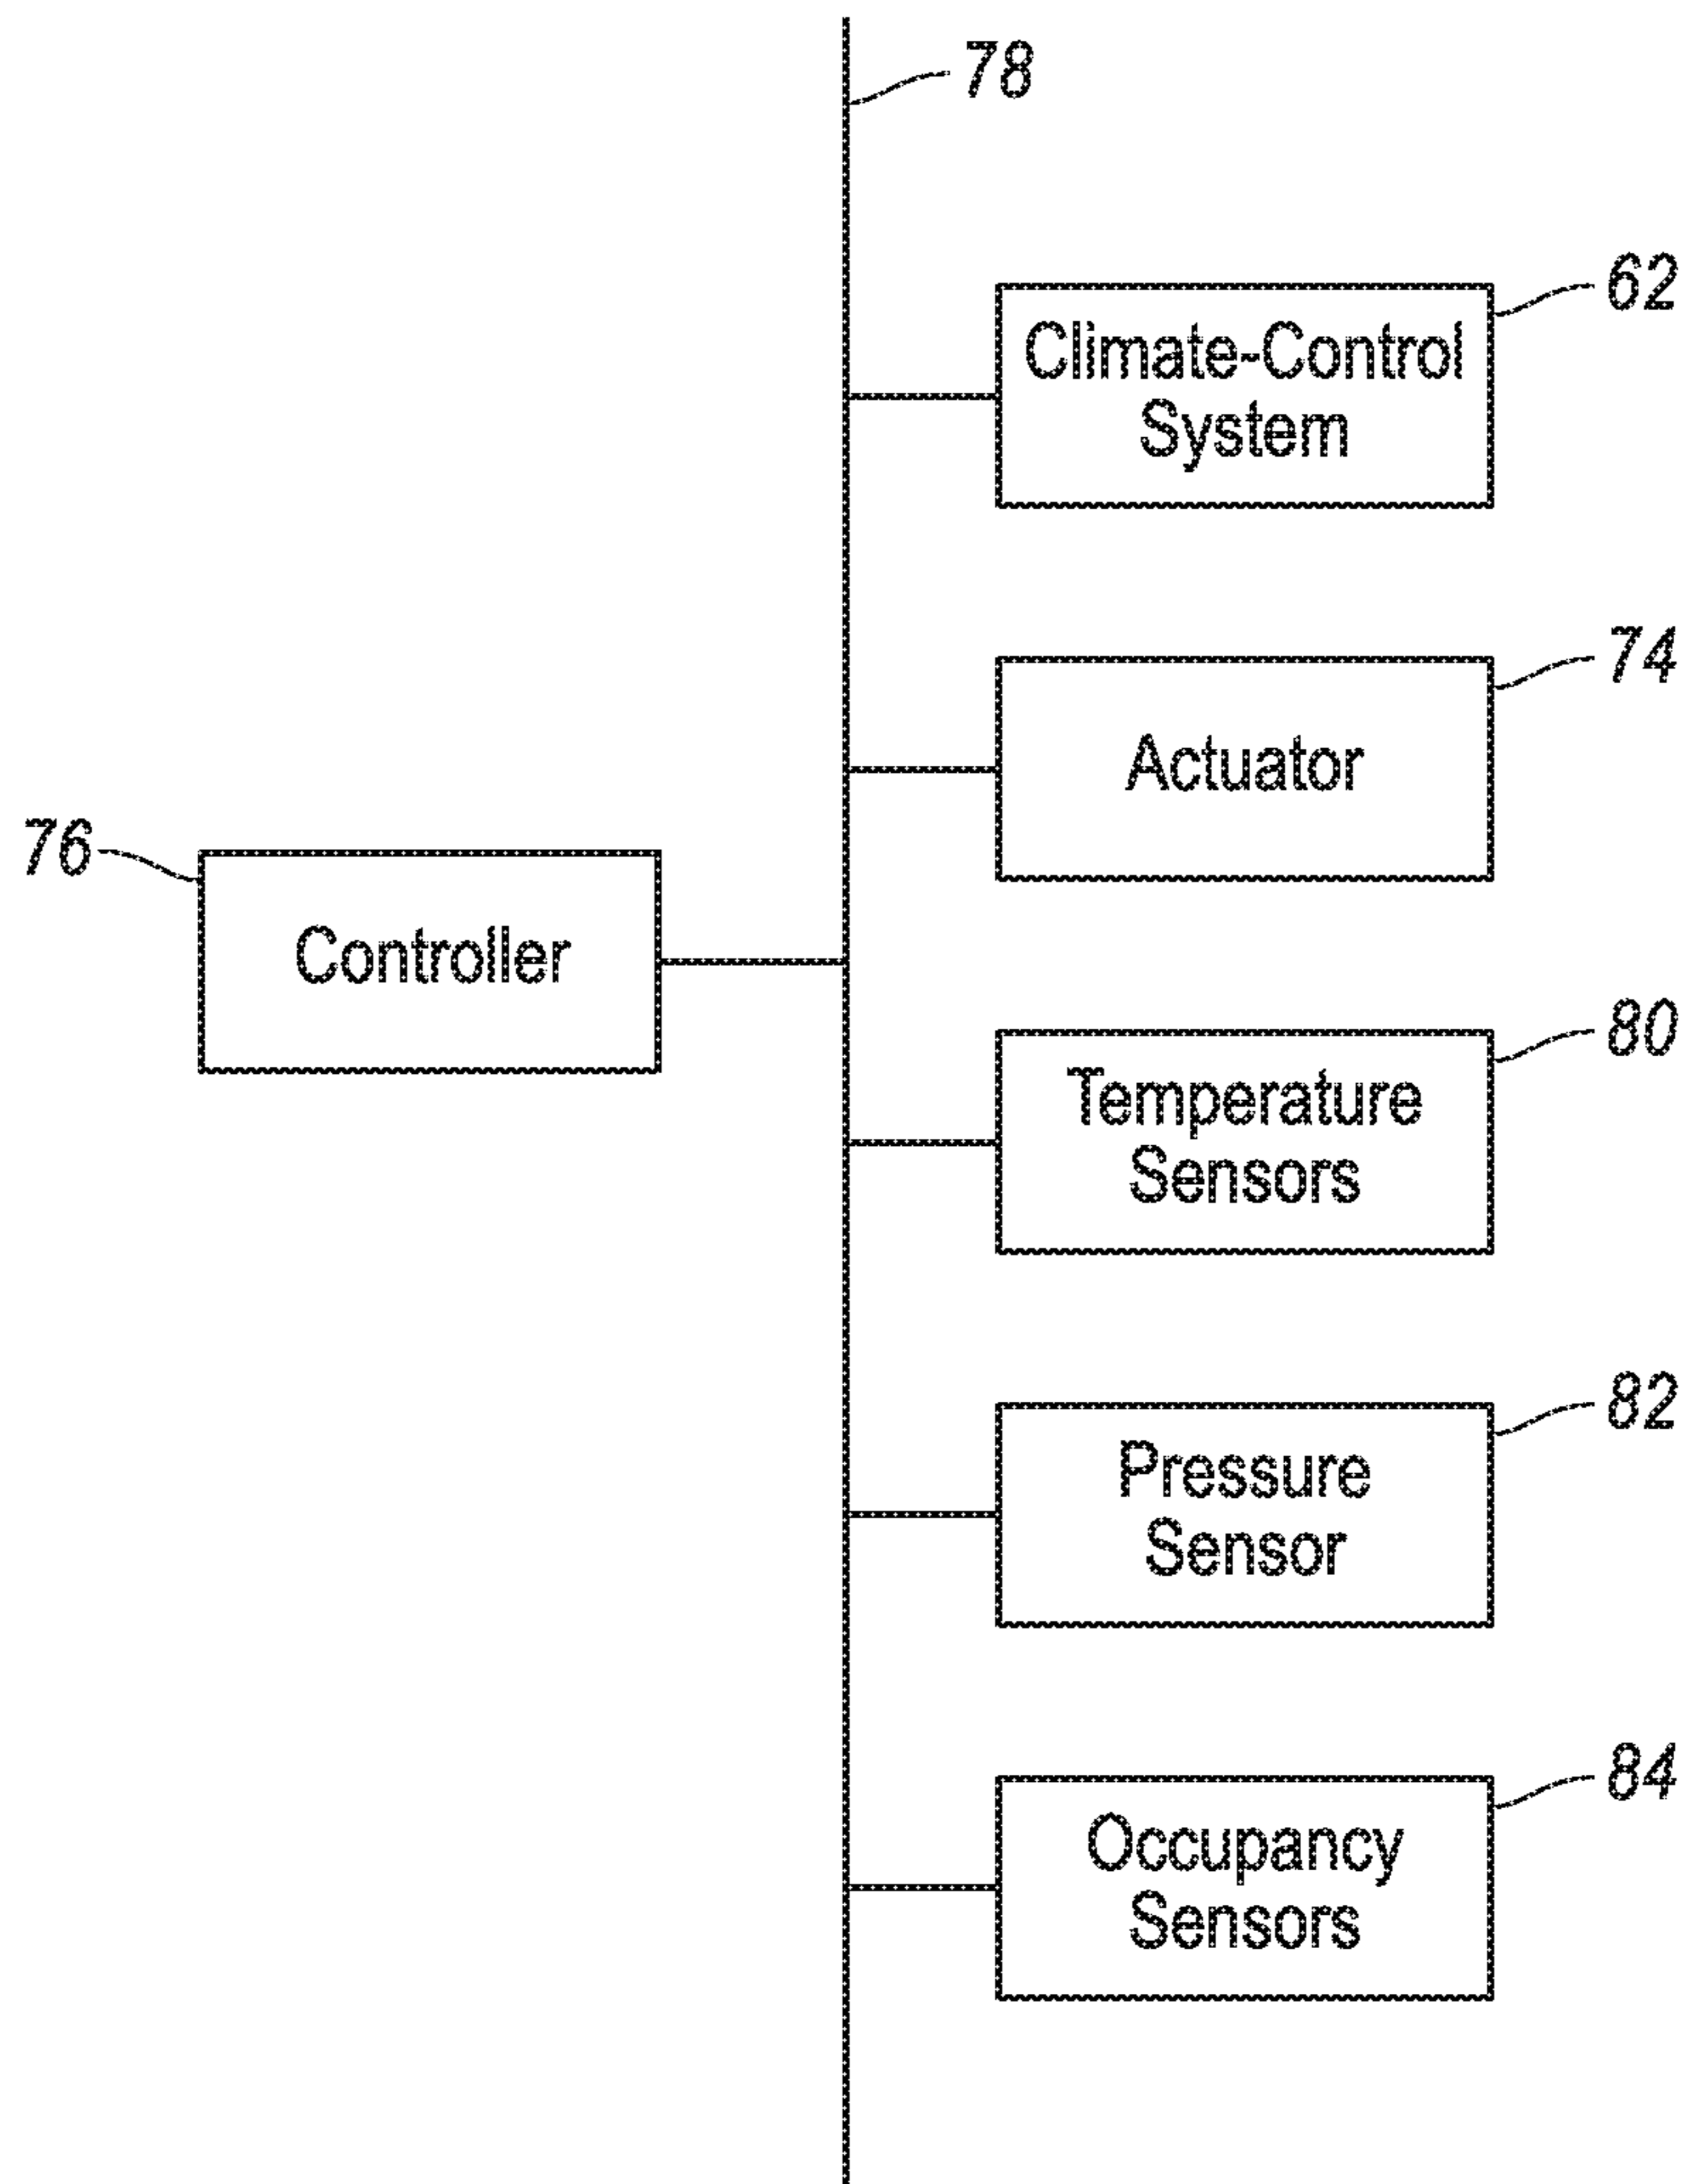 78
62
Climate-Control
System
74
Actuator
76
Controller
80
Temperature
Sensors
82
Pressure
Sensor
84
Occupancy
Sensors